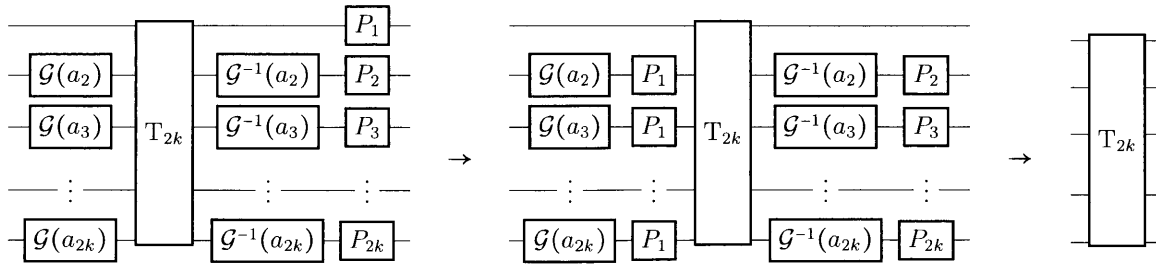 P₁ 
𝒢(a₂) 𝒢⁻¹(a₂) P₂ 𝒢(a₂) P₁ 𝒢⁻¹(a₂) P₂
𝒢(a₃) T₂ₖ 𝒢⁻¹(a₃) P₃ → 𝒢(a₃) P₁ T₂ₖ 𝒢⁻¹(a₃) P₃ → T₂ₖ
⋮ ⋮ ⋮ ⋮ ⋮ ⋮ ⋮
𝒢(a₂ₖ) 𝒢⁻¹(a₂ₖ) P₂ₖ 𝒢(a₂ₖ) P₁ 𝒢⁻¹(a₂ₖ) P₂ₖ